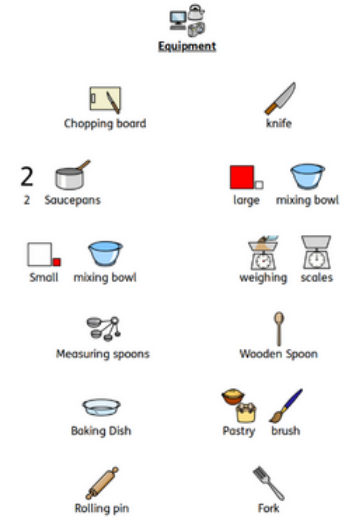 Equipment
Chopping board
knife
2
2 Saucepans
large mixing bowl
Small mixing bowl
weighing scales
Measuring spoons
Wooden Spoon
Baking Dish
Pastry brush
Rolling pin
Fork